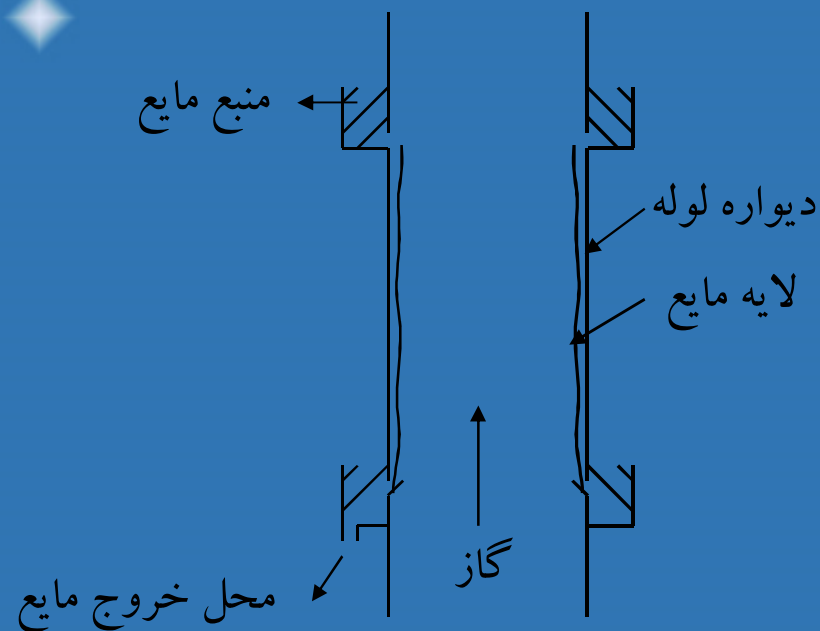 منبع مایع
دیواره لوله
لایه مایع
گاز
محل خروج مایع